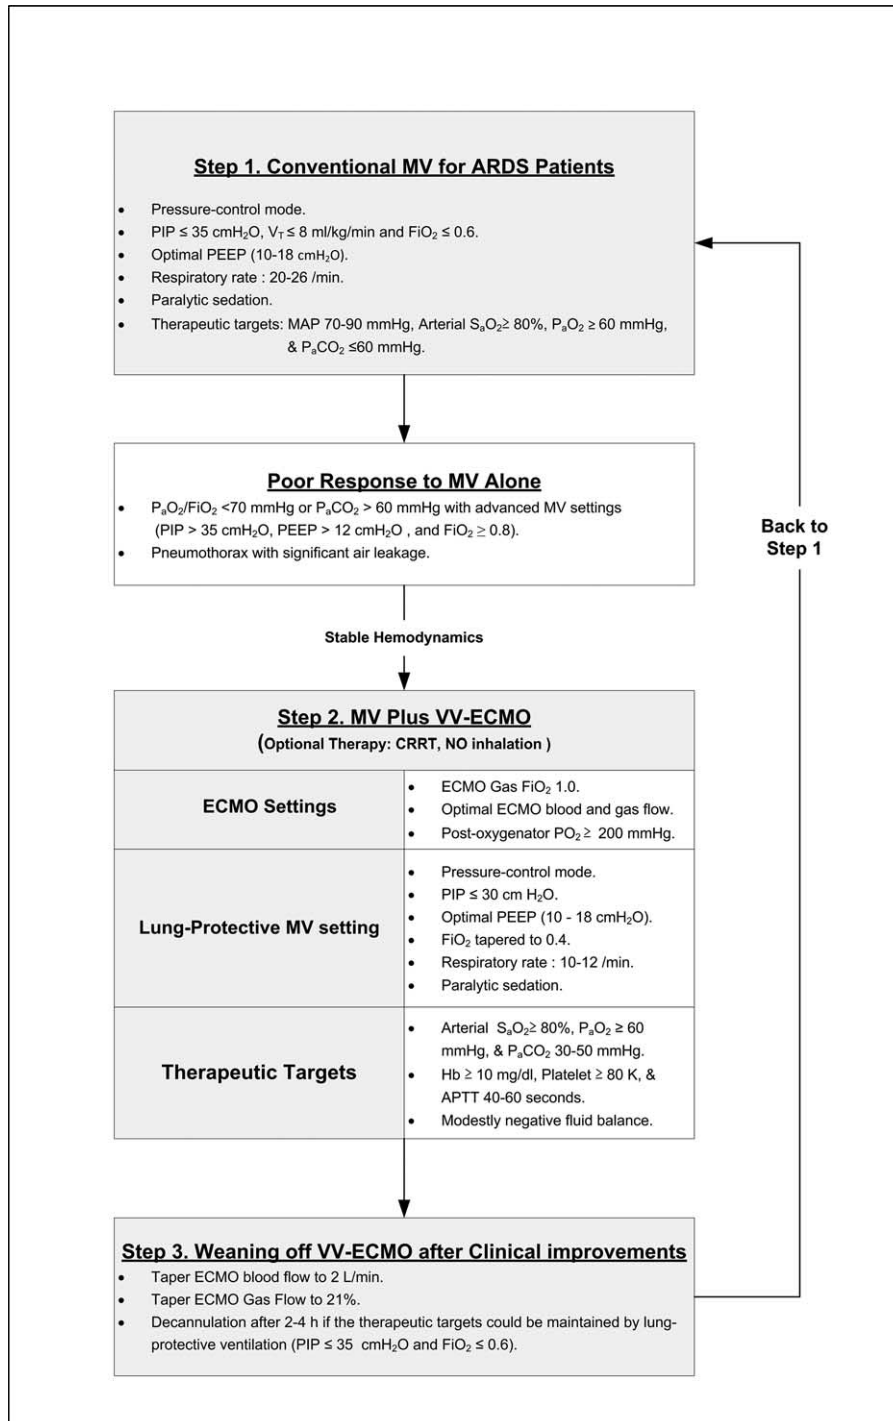 Step 1. Conventional MV for ARDS Patients
• Pressure-control mode.
• PIP ≤ 35 cmH₂O, V_T ≤ 8 ml/kg/min and FiO₂ ≤ 0.6.
• Optimal PEEP (10-18 cmH₂O).
• Respiratory rate : 20-26 /min.
• Paralytic sedation.
• Therapeutic targets: MAP 70-90 mmHg, Arterial SₐO₂≥ 80%, PₐO₂ ≥ 60 mmHg,
& PₐCO₂ ≤60 mmHg.
Poor Response to MV Alone
• PₐO₂/FiO₂ <70 mmHg or PₐCO₂ > 60 mmHg with advanced MV settings
(PIP > 35 cmH₂O, PEEP > 12 cmH₂O , and FiO₂ ≥ 0.8).
• Pneumothorax with significant air leakage.
Back to
Step 1
Stable Hemodynamics
Step 2. MV Plus VV-ECMO
(Optional Therapy: CRRT, NO inhalation )
ECMO Settings
• ECMO Gas FiO₂ 1.0.
• Optimal ECMO blood and gas flow.
• Post-oxygenator PO₂ ≥ 200 mmHg.
Lung-Protective MV setting
• Pressure-control mode.
• PIP ≤ 30 cm H₂O.
• Optimal PEEP (10 - 18 cmH₂O).
• FiO₂ tapered to 0.4.
• Respiratory rate : 10-12 /min.
• Paralytic sedation.
Therapeutic Targets
• Arterial SₐO₂≥ 80%, PₐO₂ ≥ 60
mmHg, & PₐCO₂ 30-50 mmHg.
• Hb ≥ 10 mg/dl, Platelet ≥ 80 K, &
APTT 40-60 seconds.
• Modestly negative fluid balance.
Step 3. Weaning off VV-ECMO after Clinical improvements
• Taper ECMO blood flow to 2 L/min.
• Taper ECMO Gas Flow to 21%.
• Decannulation after 2-4 h if the therapeutic targets could be maintained by lung-
protective ventilation (PIP ≤ 35 cmH₂O and FiO₂ ≤ 0.6).